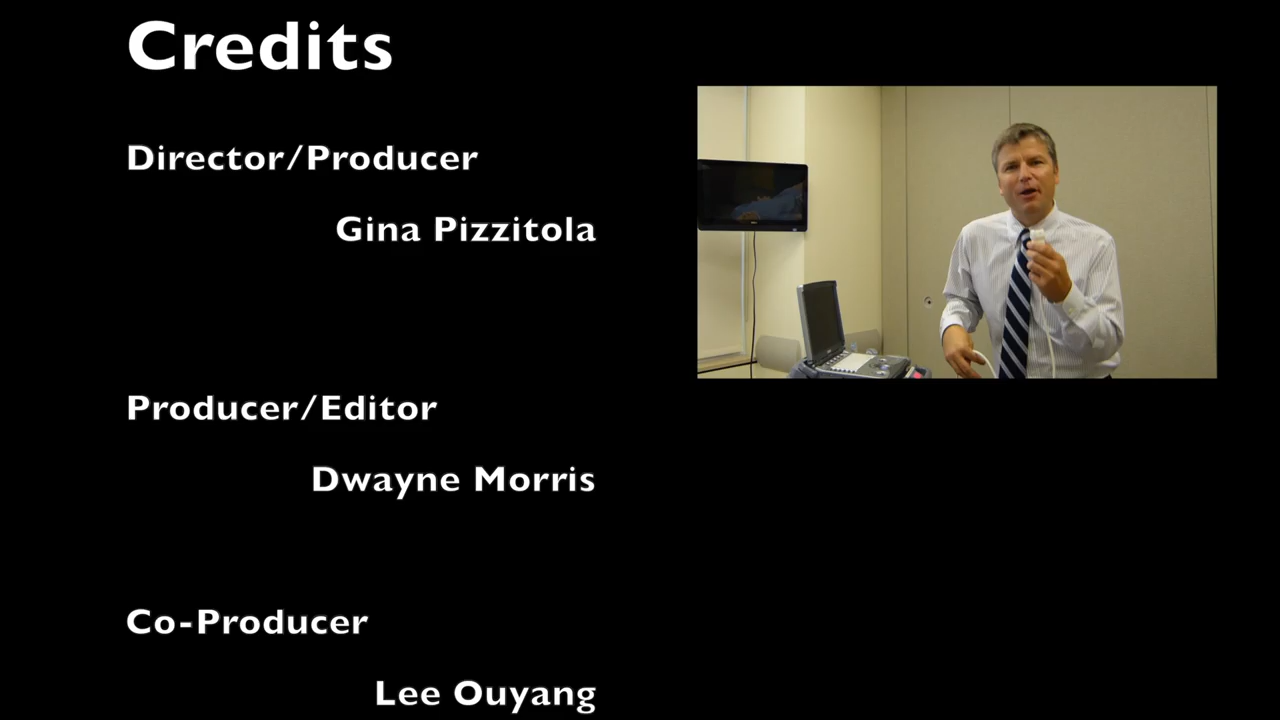 Credits
Director/Producer
Gina Pizzitola
Producer/Editor
Dwayne Morris
Co-Producer
Lee Ouyang